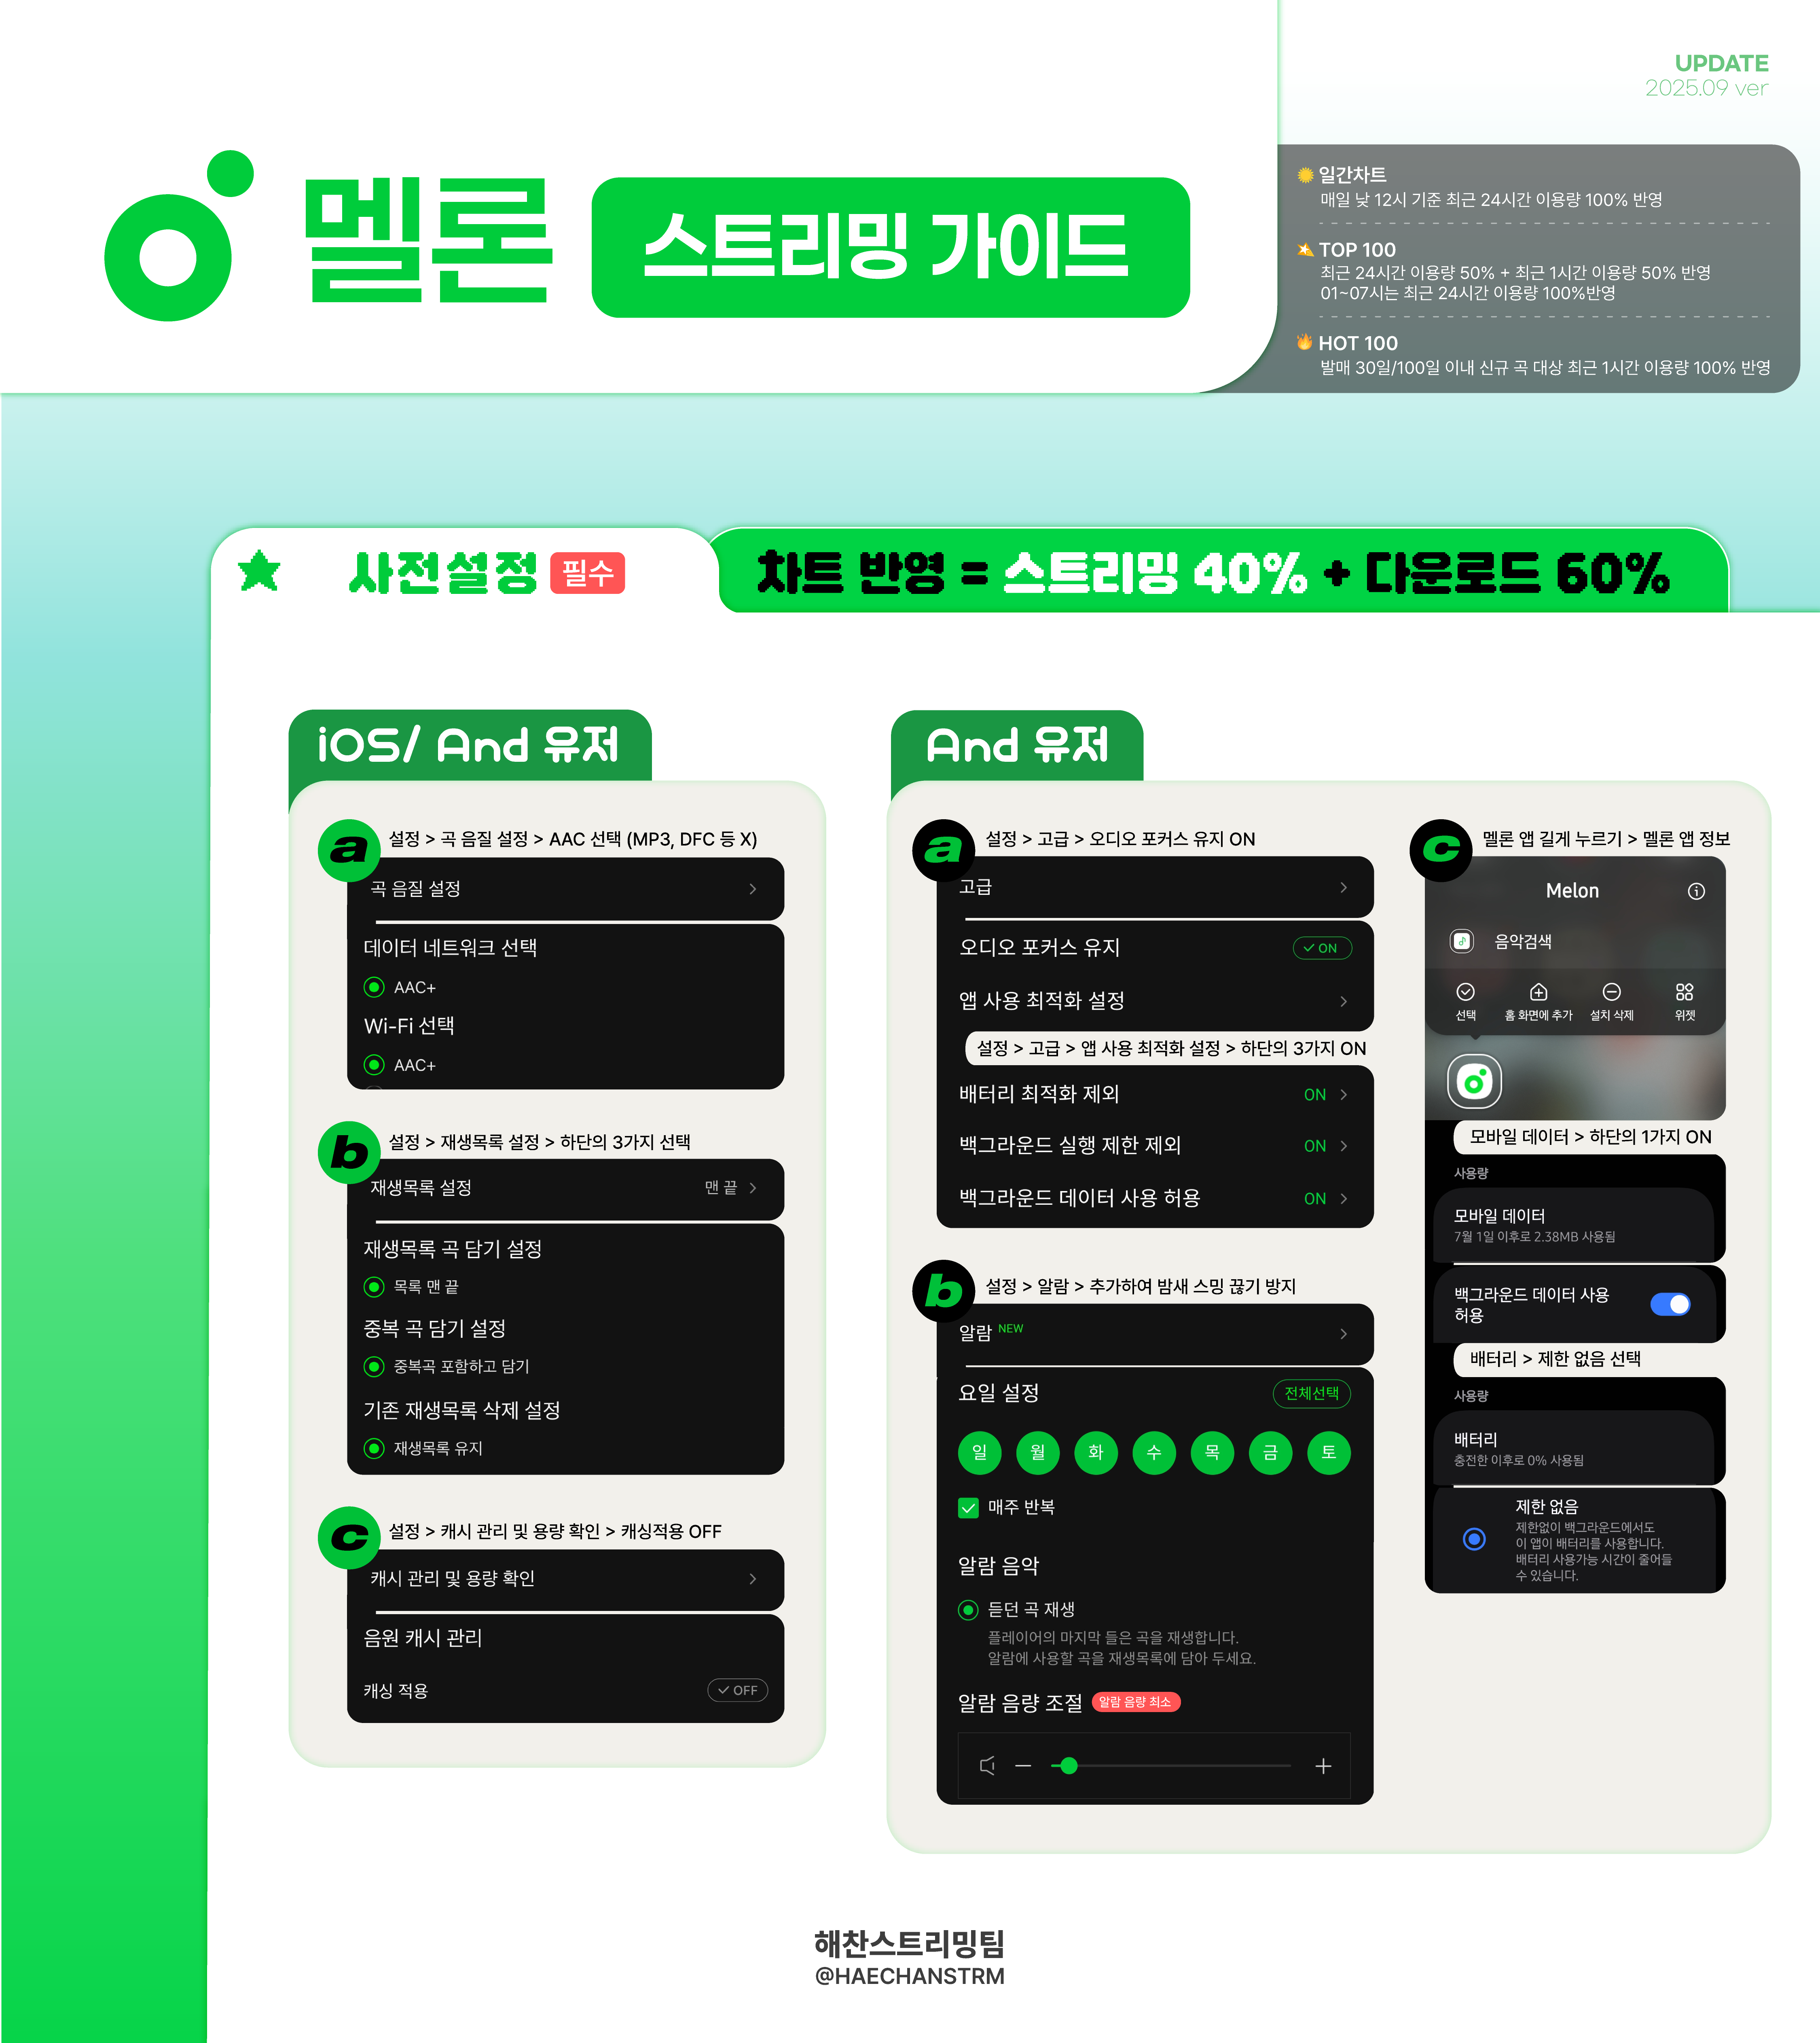 UPDATE
2025.09 ver
멜론 스트리밍 가이드
일간차트
매일 낮 12시 기준 최근 24시간 이용량 100% 반영
TOP 100
최근 24시간 이용량 50% + 최근 1시간 이용량 50% 반영
01~07시는 최근 24시간 이용량 100%반영
HOT 100
발매 30일/100일 이내 신규 곡 대상 최근 1시간 이용량 100% 반영
사전설정 필수
차트 반영 = 스트리밍 40% + 다운로드 60%
iOS/ And 유저
a 설정 > 곡 음질 설정 > AAC 선택 (MP3, DFC 등 X)
곡 음질 설정
데이터 네트워크 선택
AAC+
Wi-Fi 선택
AAC+
b 설정 > 재생목록 설정 > 하단의 3가지 선택
재생목록 설정 맨 끝
재생목록 곡 담기 설정
목록 맨 끝
중복 곡 담기 설정
중복곡 포함하고 담기
기존 재생목록 삭제 설정
재생목록 유지
c 설정 > 캐시 관리 및 용량 확인 > 캐싱적용 OFF
캐시 관리 및 용량 확인
음원 캐시 관리
캐싱 적용 OFF
And 유저
a 설정 > 고급 > 오디오 포커스 유지 ON
고급
오디오 포커스 유지 ON
앱 사용 최적화 설정
설정 > 고급 > 앱 사용 최적화 설정 > 하단의 3가지 ON
배터리 최적화 제외 ON
백그라운드 실행 제한 제외 ON
백그라운드 데이터 사용 허용 ON
b 설정 > 알람 > 추가하여 밤새 스밍 끊기 방지
알람 NEW
요일 설정 전체선택
일 월 화 수 목 금 토
매주 반복
알람 음악
듣던 곡 재생
플레이어의 마지막 들은 곡을 재생합니다.
알람에 사용할 곡을 재생목록에 담아 두세요.
알람 음량 조절 알람 음량 최소
c 멜론 앱 길게 누르기 > 멜론 앱 정보
Melon
음악검색
선택 홈 화면에 추가 설치 삭제 위젯
모바일 데이터 > 하단의 1가지 ON
사용량
모바일 데이터
7월 1일 이후로 2.38MB 사용됨
백그라운드 데이터 사용
허용
배터리 > 제한 없음 선택
사용량
배터리
충전한 이후로 0% 사용됨
제한 없음
제한없이 백그라운드에서도
이 앱이 배터리를 사용합니다.
배터리 사용가능 시간이 줄어들
수 있습니다.
해찬스트리밍팀
@HAECHANSTRM